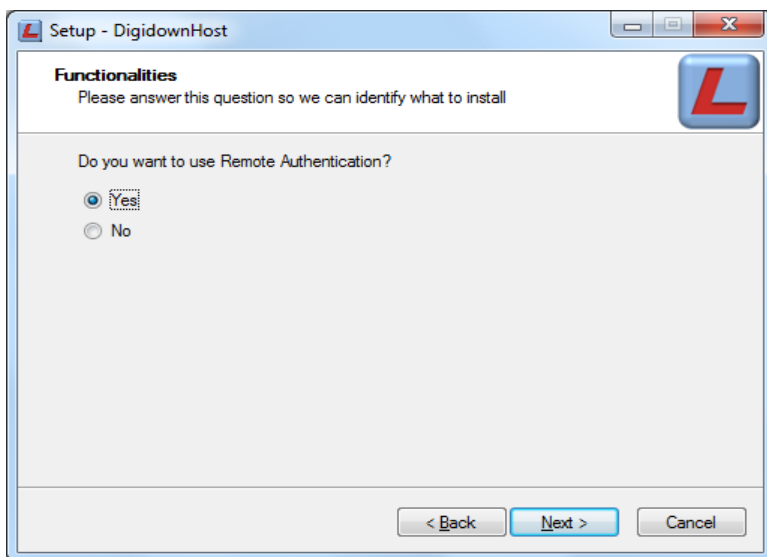 Setup - DigidownHost
Functionalities
Please answer this question so we can identify what to install
L
Do you want to use Remote Authentication?
Yes
No
< Back
Next >
Cancel